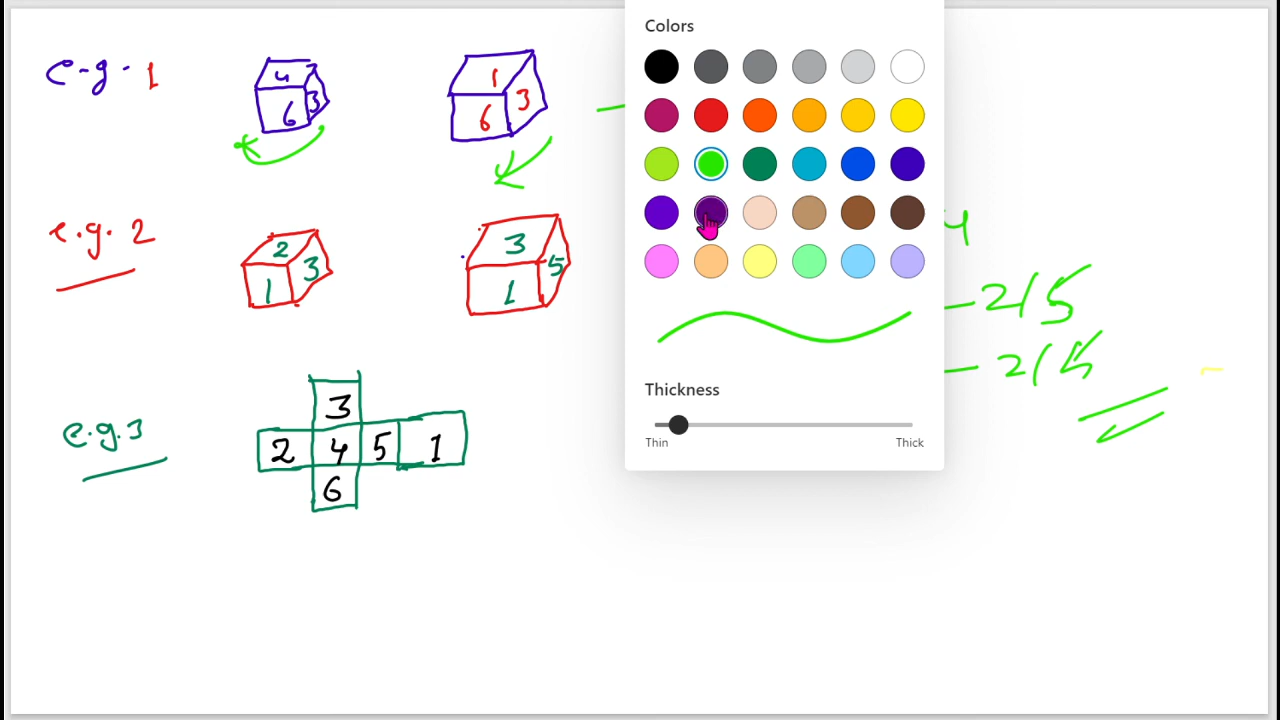 e-g-1
4
6 3
1
6 3
e.g. 2
2
1 3
3
1 5
4
- 2/5
- 2/5
e.g.3
3
2 4 5 1
6
Colors
Thickness
Thin Thick